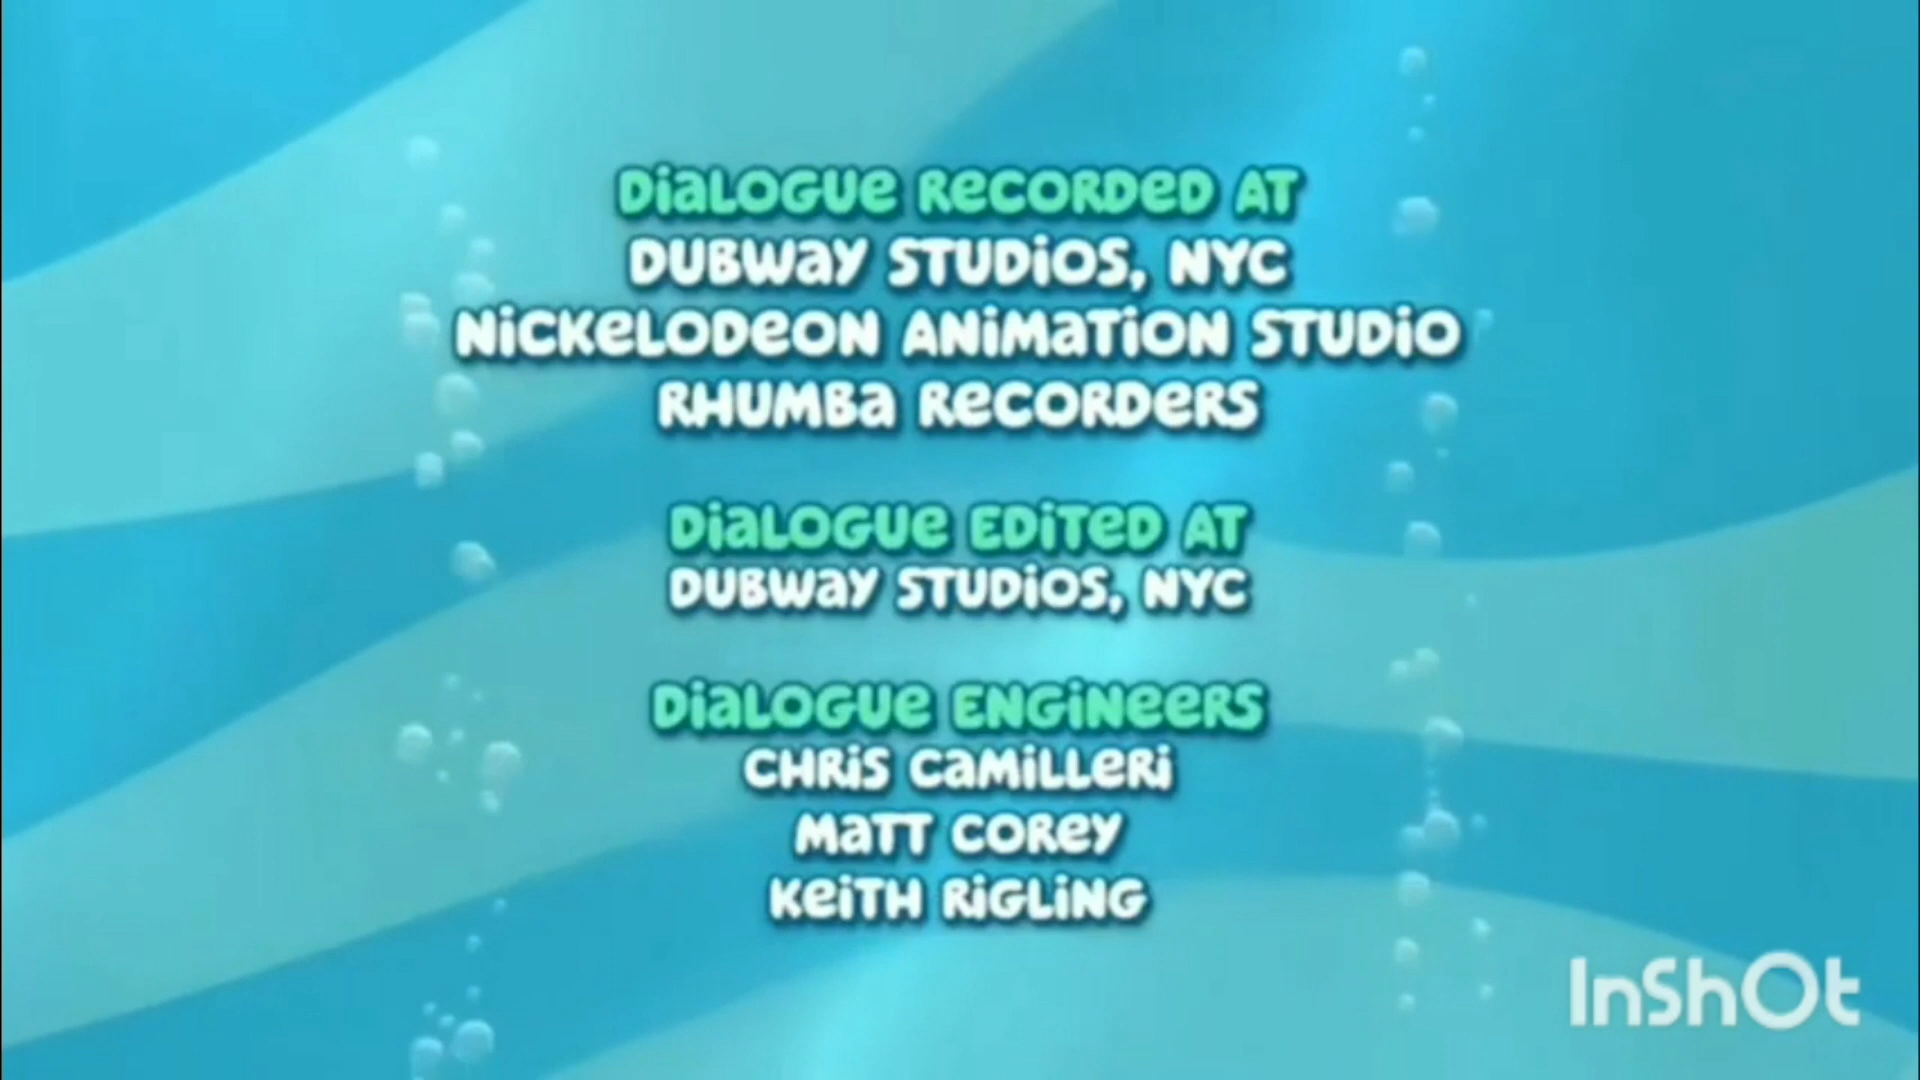 Dialogue Recorded at
Dubway Studios, NYC
Nickelodeon Animation Studio
Rhumba Recorders
Dialogue Edited at
Dubway Studios, NYC
Dialogue Engineers
Chris Camilleri
Matt Corey
Keith Rigling
InShOt